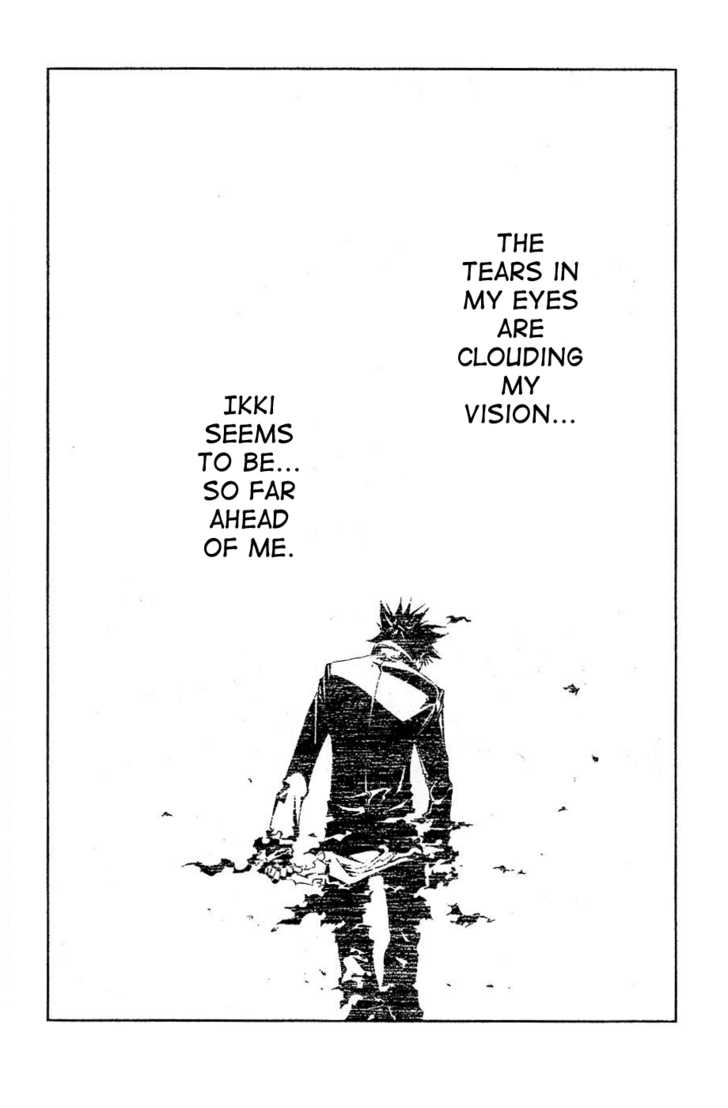 THE
TEARS IN
MY EYES
ARE
CLOUDING
MY
VISION...
IKKI
SEEMS
TO BE...
SO FAR
AHEAD
OF ME.